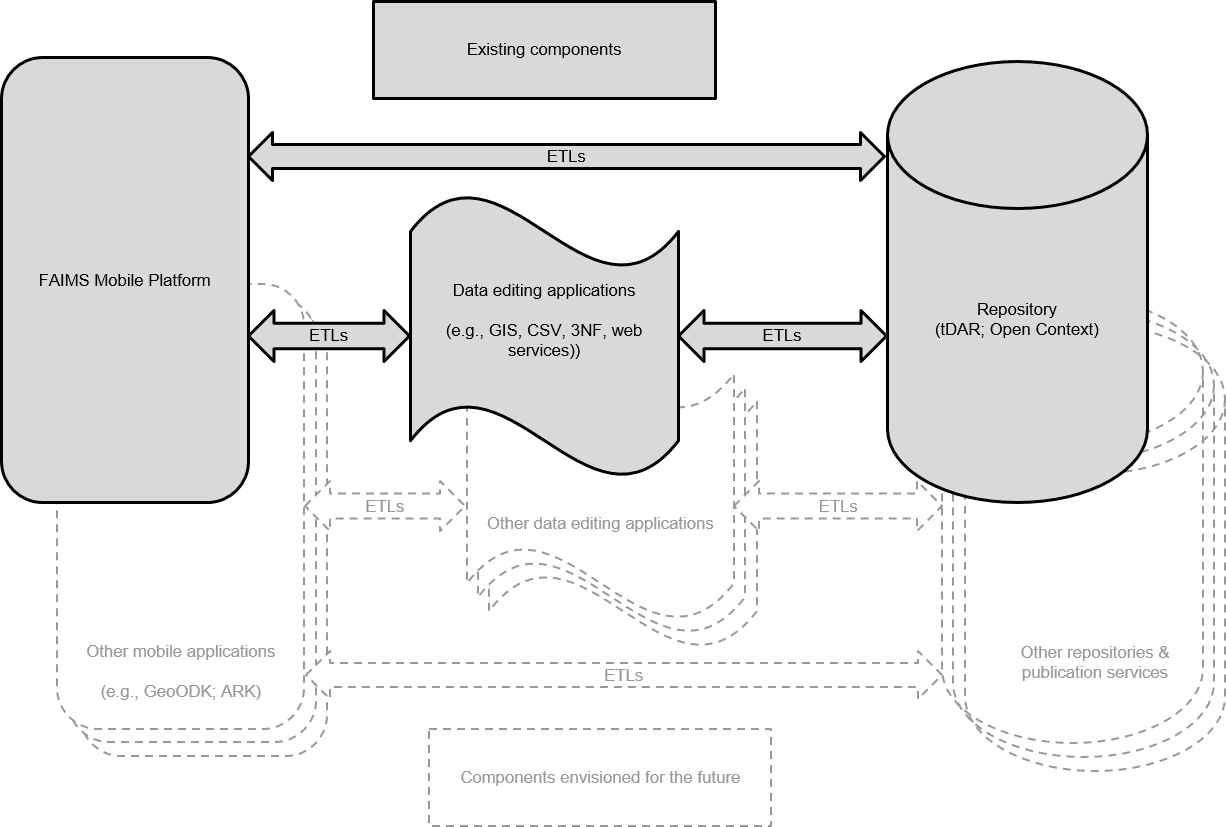 Existing components
ETLs
FAIMS Mobile Platform
Data editing applications
(e.g., GIS, CSV, 3NF, web
services))
Repository
(tDAR; Open Context)
ETLs
ETLs
ETLs
ETLs
Other data editing applications
Other mobile applications
(e.g., GeoODK; ARK)
ETLs
Other repositories &
publication services
Components envisioned for the future